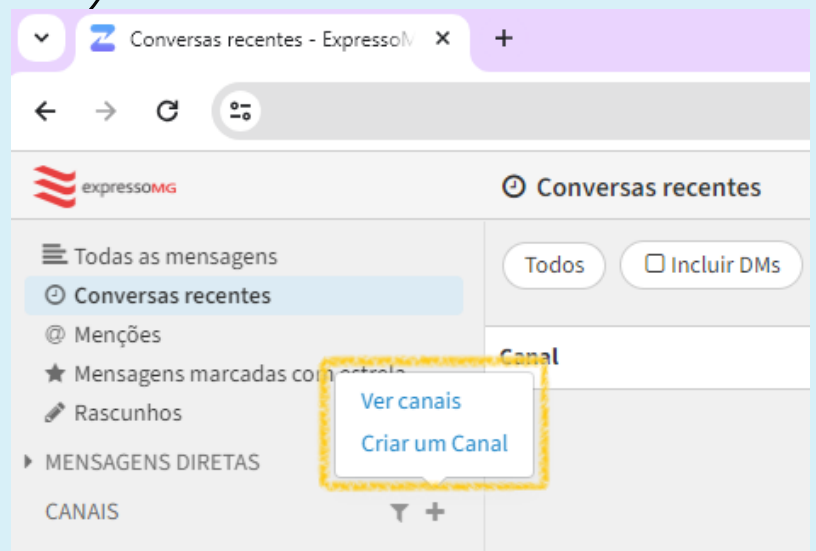 Conversas recentes - Expresso
expressoMG
Conversas recentes
Todas as mensagens
Todos
Incluir DMs
Conversas recentes
@ Menções
Canal
Mensagens marcadas com estrela
Ver canais
Rascunhos
Criar um Canal
MENSAGENS DIRETAS
CANAIS